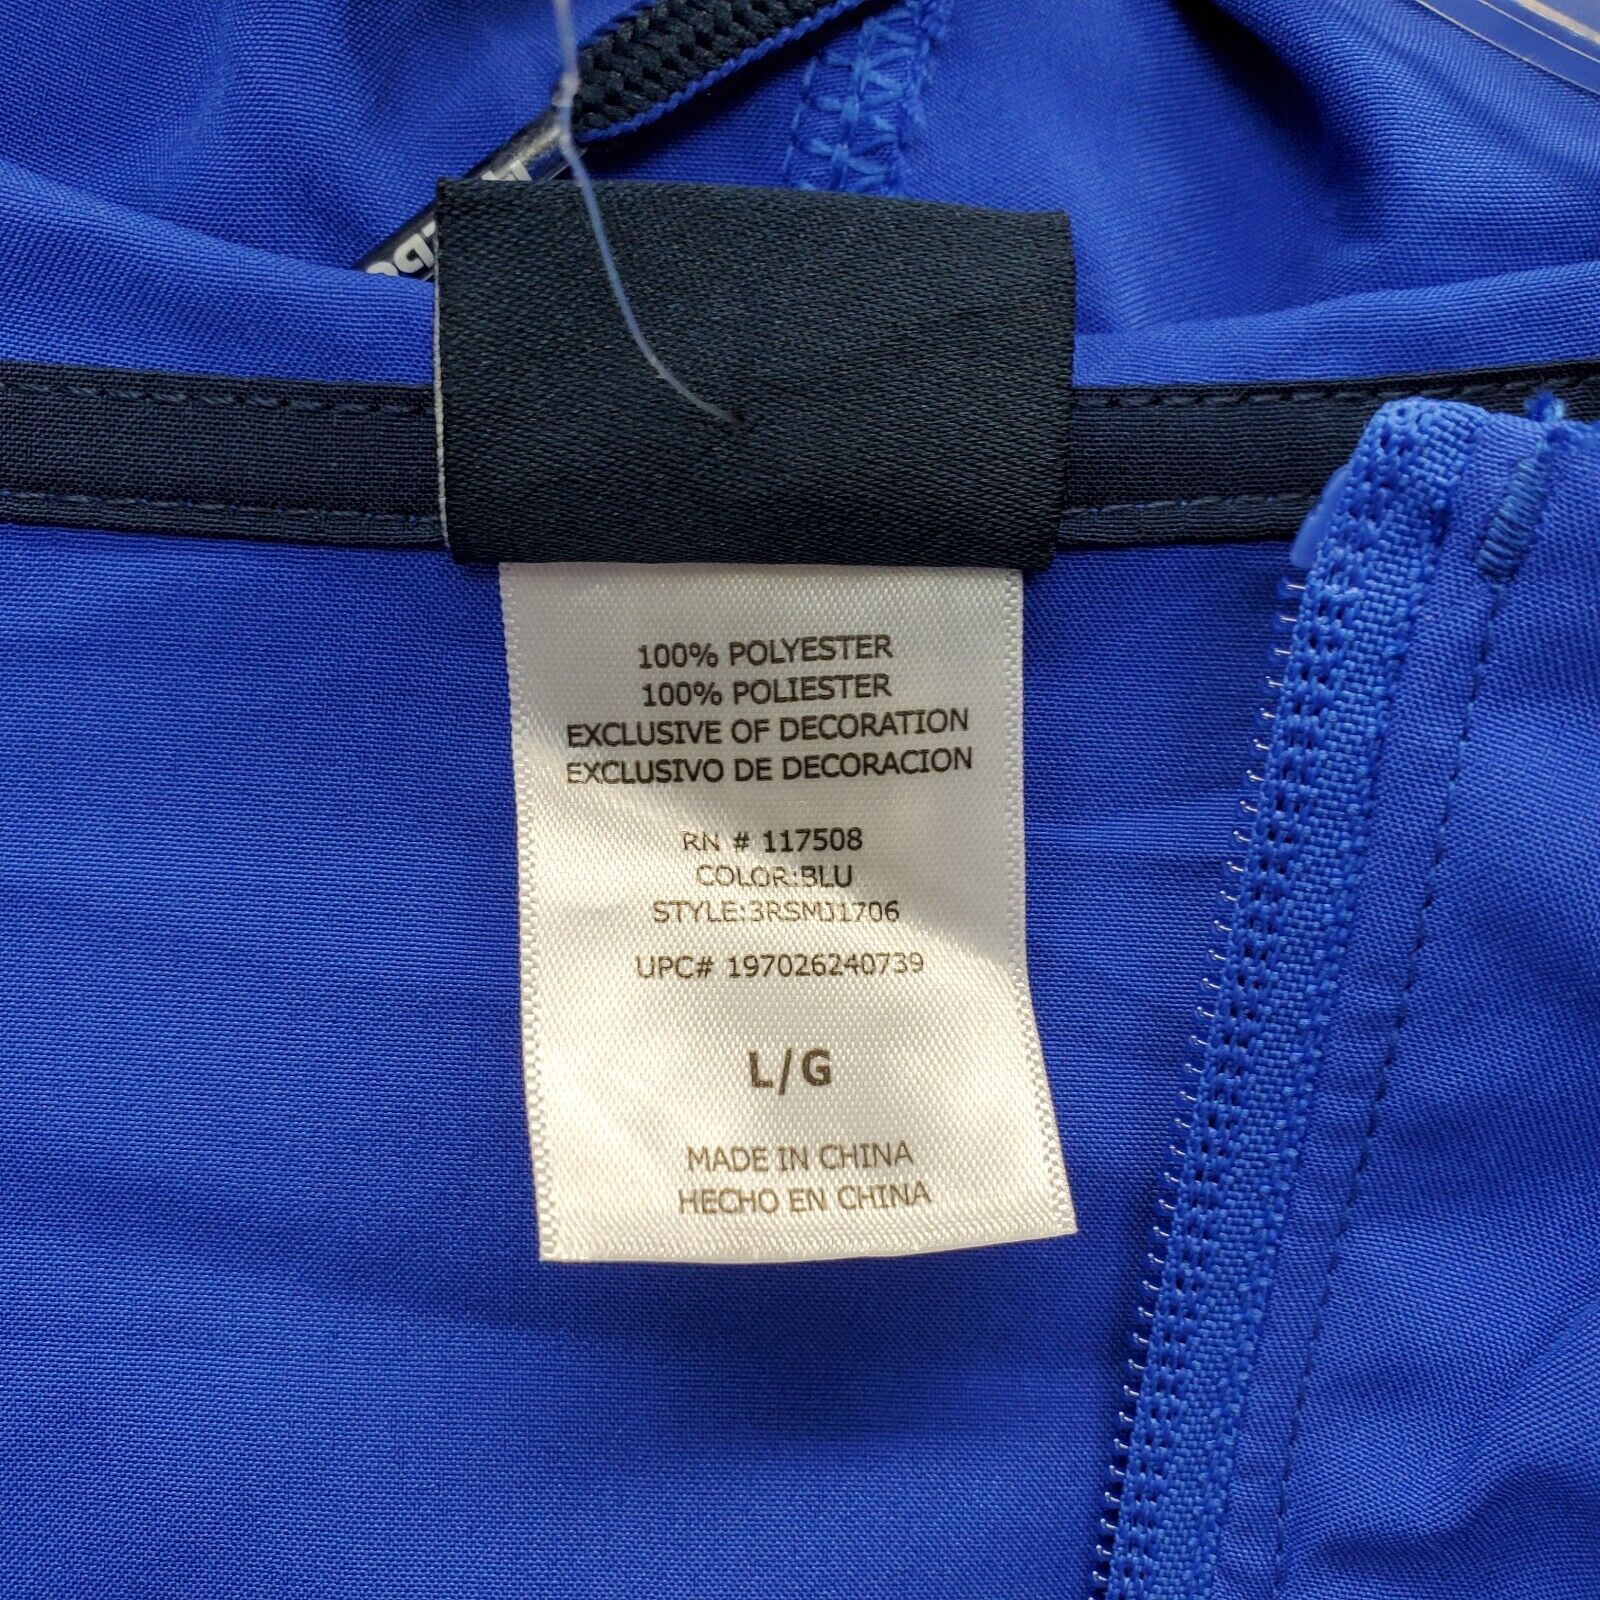 100% POLYESTER
100% POLIESTER
EXCLUSIVE OF DECORATION
EXCLUSIVO DE DECORACION
RN # 117508
COLOR:BLU
STYLE:3RSMJ1706
UPC# 197026240739
L/G
MADE IN CHINA
HECHO EN CHINA